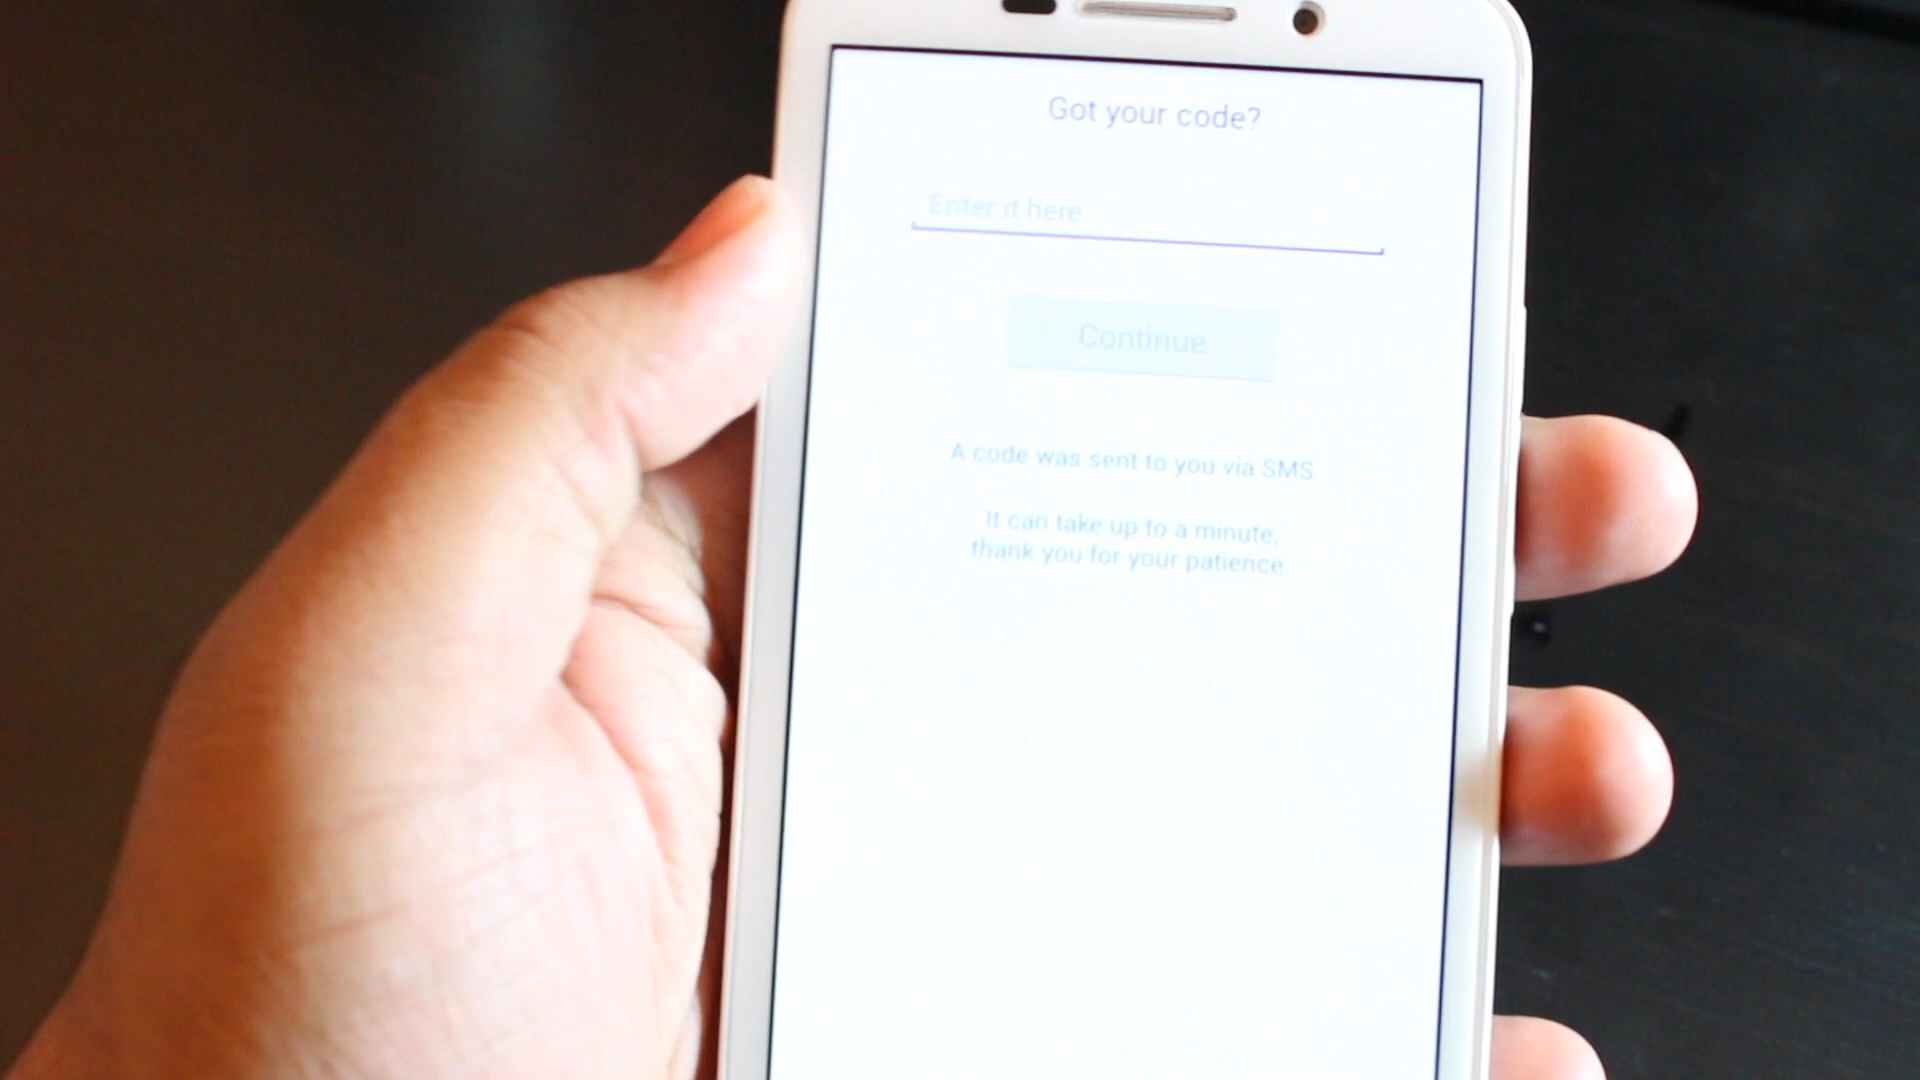 Got your code?
Enter it here
Continue
A code was sent to you via SMS.
It can take up to a minute,
thank you for your patience.